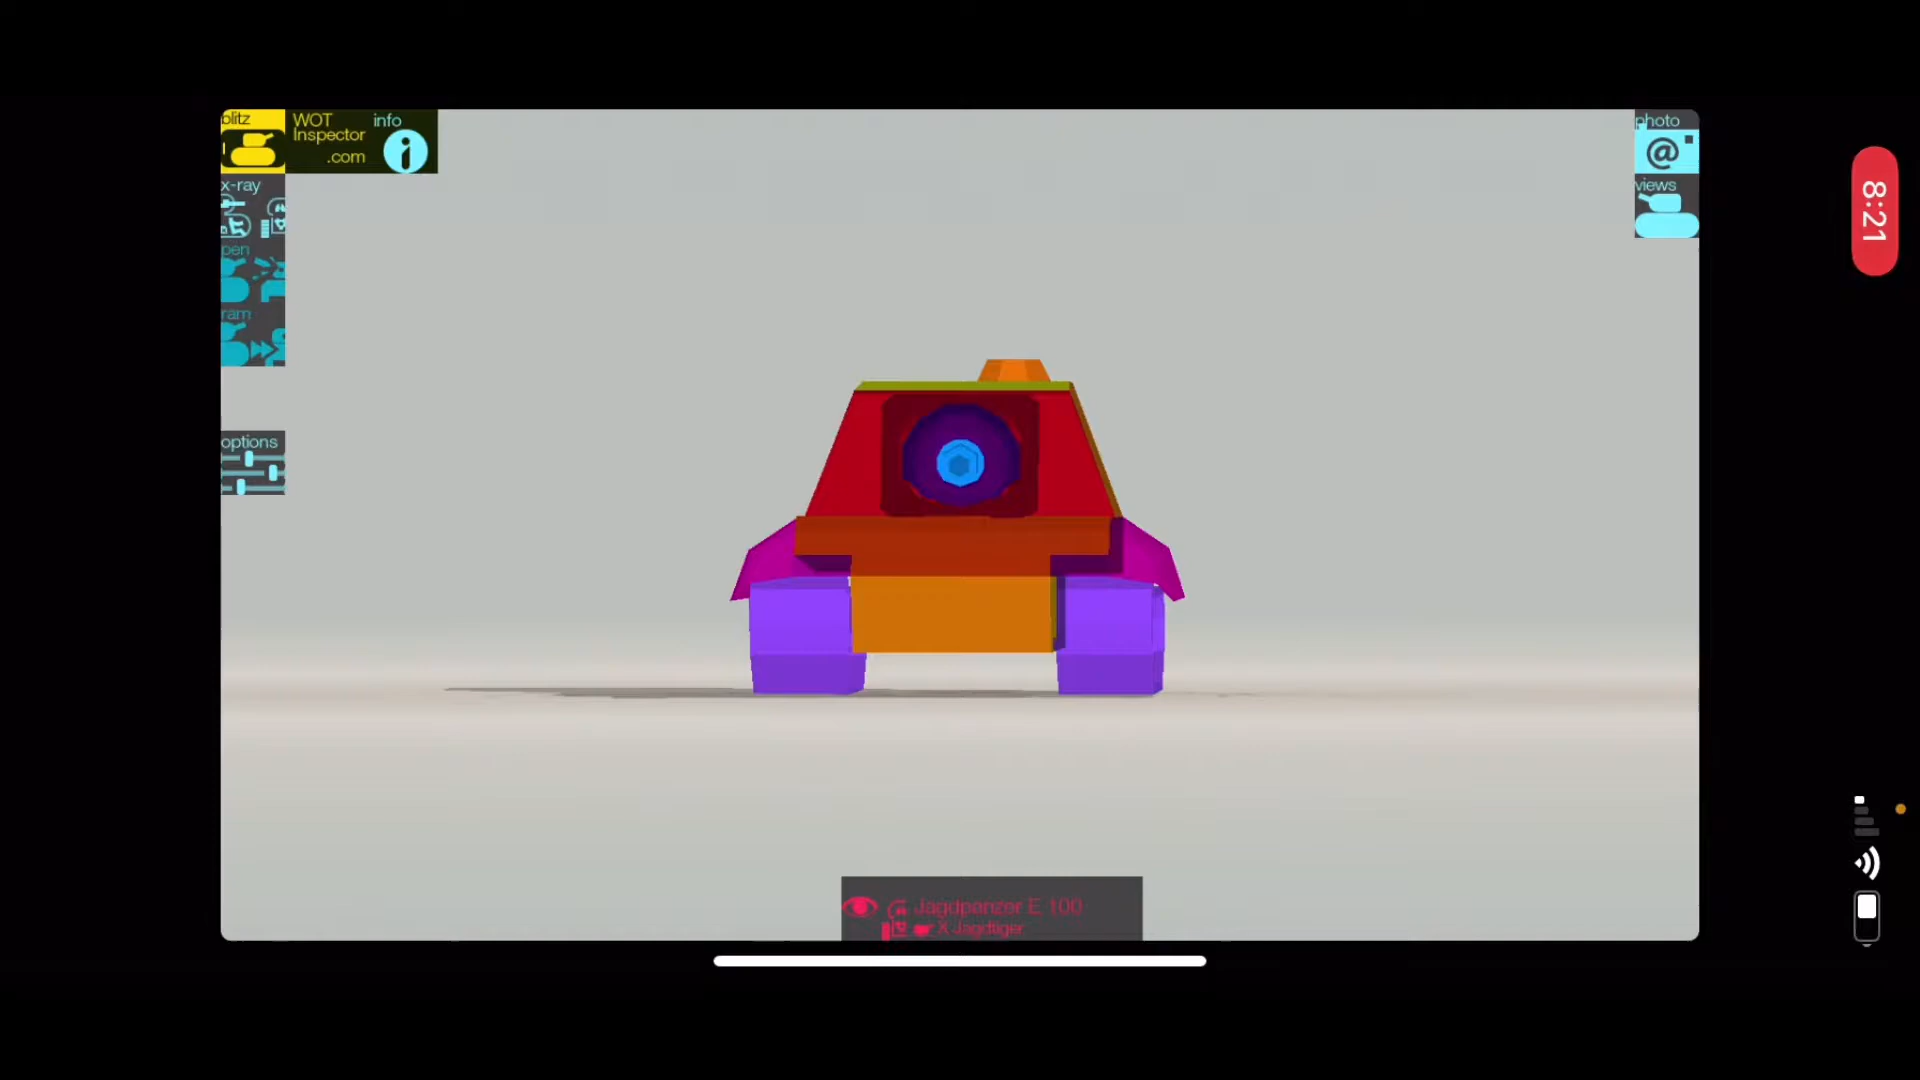 blitz
WOT
Inspector
.com
info
x-ray
pen
ram
options
photo
@
views
8:21
Jagdpanzer E 100
X Jagdtiger